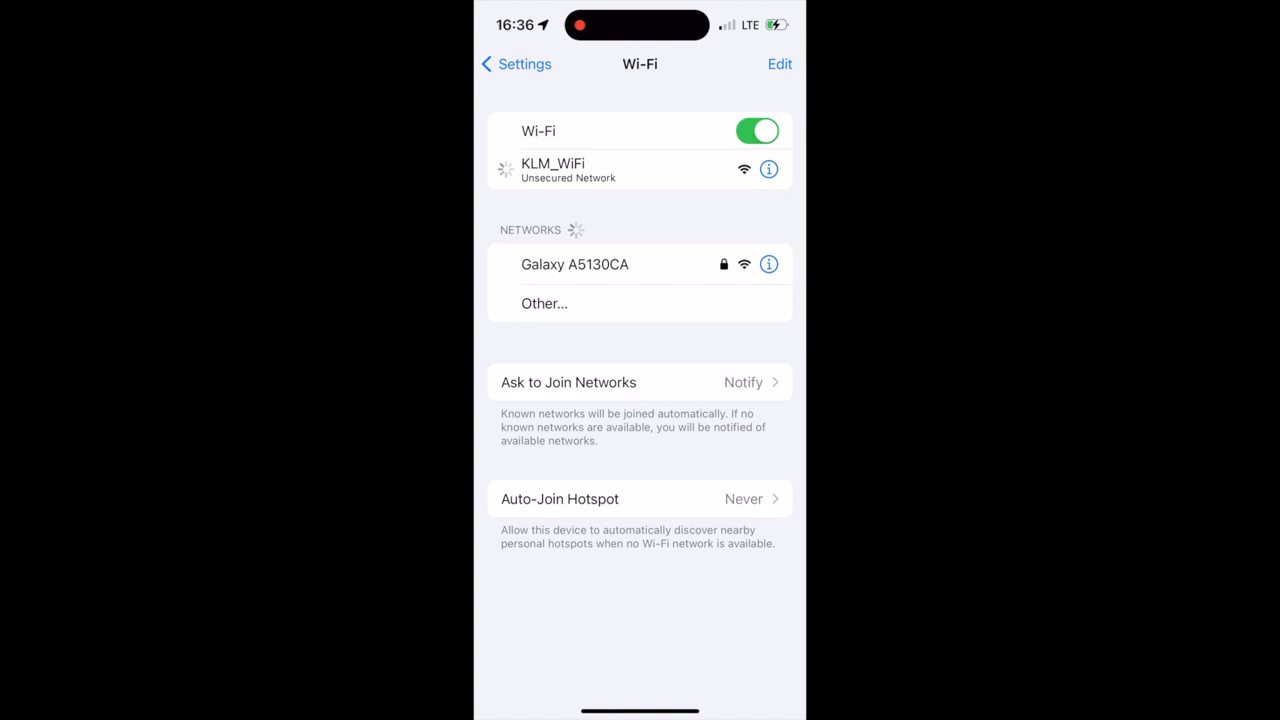 16:36
LTE
Settings
Wi-Fi
Edit
Wi-Fi
KLM_WiFi
Unsecured Network
NETWORKS
Galaxy A5130CA
Other...
Ask to Join Networks
Notify
Known networks will be joined automatically. If no
known networks are available, you will be notified of
available networks.
Auto-Join Hotspot
Never
Allow this device to automatically discover nearby
personal hotspots when no Wi-Fi network is available.